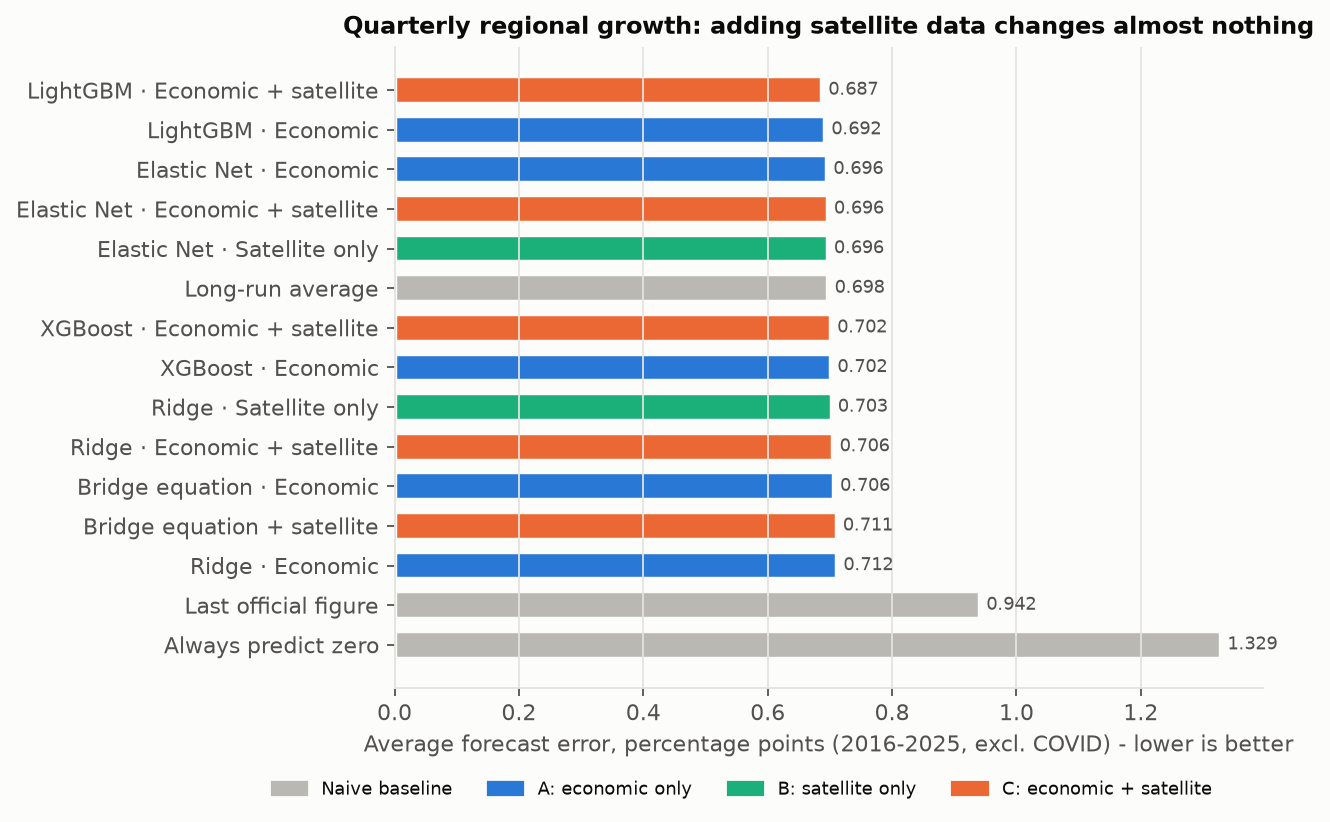 Quarterly regional growth: adding satellite data changes almost nothing
LightGBM · Economic + satellite 0.687
LightGBM · Economic 0.692
Elastic Net · Economic 0.696
Elastic Net · Economic + satellite 0.696
Elastic Net · Satellite only 0.696
Long-run average 0.698
XGBoost · Economic + satellite 0.702
XGBoost · Economic 0.702
Ridge · Satellite only 0.703
Ridge · Economic + satellite 0.706
Bridge equation · Economic 0.706
Bridge equation + satellite 0.711
Ridge · Economic 0.712
Last official figure 0.942
Always predict zero 1.329
0.0 0.2 0.4 0.6 0.8 1.0 1.2
Average forecast error, percentage points (2016-2025, excl. COVID) - lower is better
Naive baseline A: economic only B: satellite only C: economic + satellite